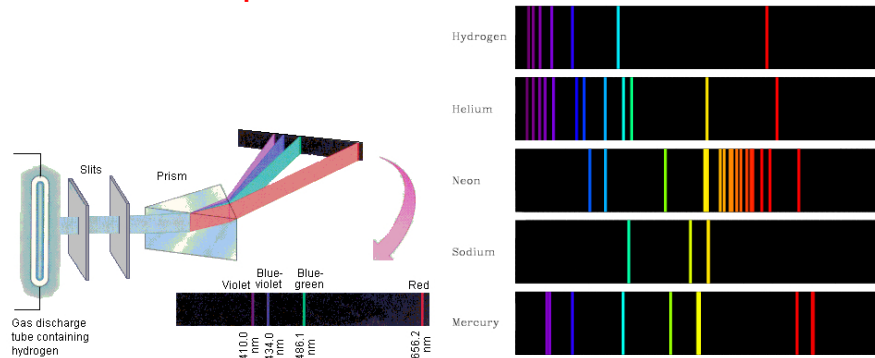 Slits
Prism
Gas discharge
tube containing
hydrogen
Violet
Blue-
violet
Blue-
green
Red
410.0
nm
434.0
nm
486.1
nm
656.2
nm
Hydrogen
Helium
Neon
Sodium
Mercury